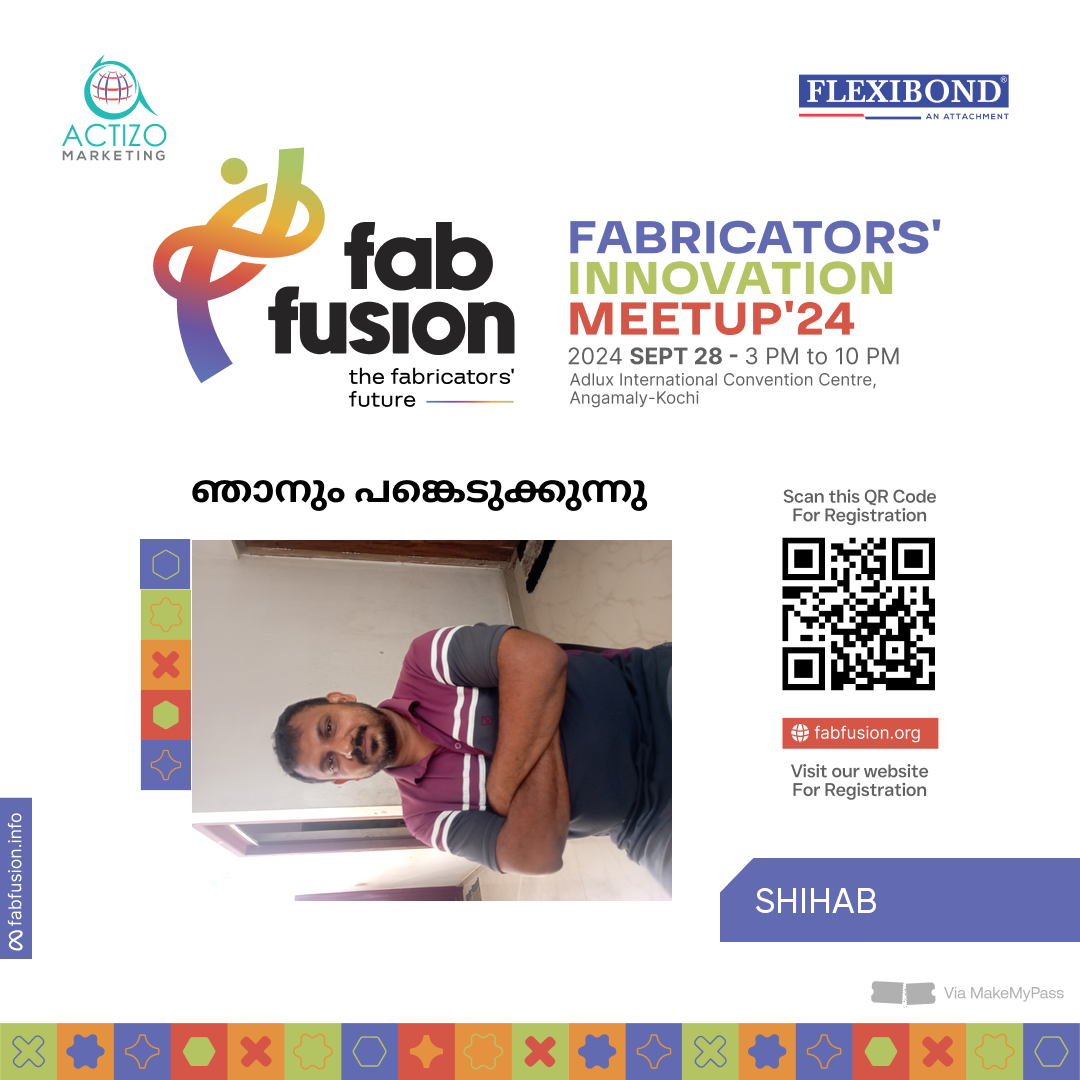 ACTIZO
MARKETING
FLEXIBOND®
AN ATTACHMENT
fab
fusion
the fabricators'
future
FABRICATORS'
INNOVATION
MEETUP'24
2024 SEPT 28 - 3 PM to 10 PM
Adlux International Convention Centre,
Angamaly-Kochi
ഞാനും പങ്കെടുക്കുന്നു
Scan this QR Code
For Registration
fabfusion.org
Visit our website
For Registration
fabfusion.info
SHIHAB
Via MakeMyPass